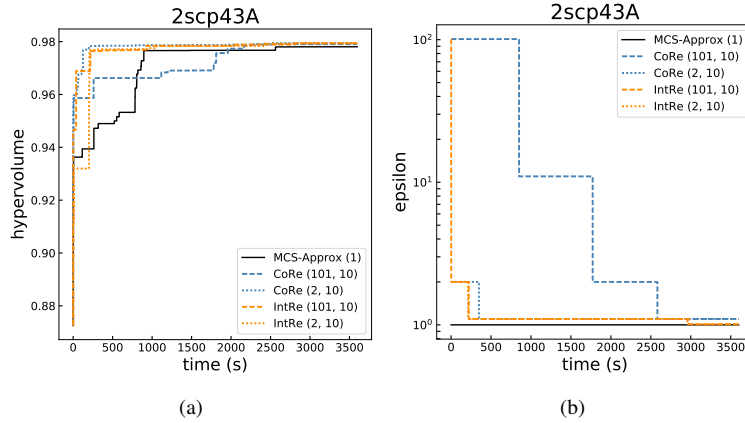 2scp43A
hypervolume
0.98
0.96
0.94
0.92
0.90
0.88
MCS-Approx (1)
CoRe (101, 10)
CoRe (2, 10)
IntRe (101, 10)
IntRe (2, 10)
0 500 1000 1500 2000 2500 3000 3500
time (s)
(a)
2scp43A
epsilon
10²
10¹
10⁰
MCS-Approx (1)
CoRe (101, 10)
CoRe (2, 10)
IntRe (101, 10)
IntRe (2, 10)
0 500 1000 1500 2000 2500 3000 3500
time (s)
(b)